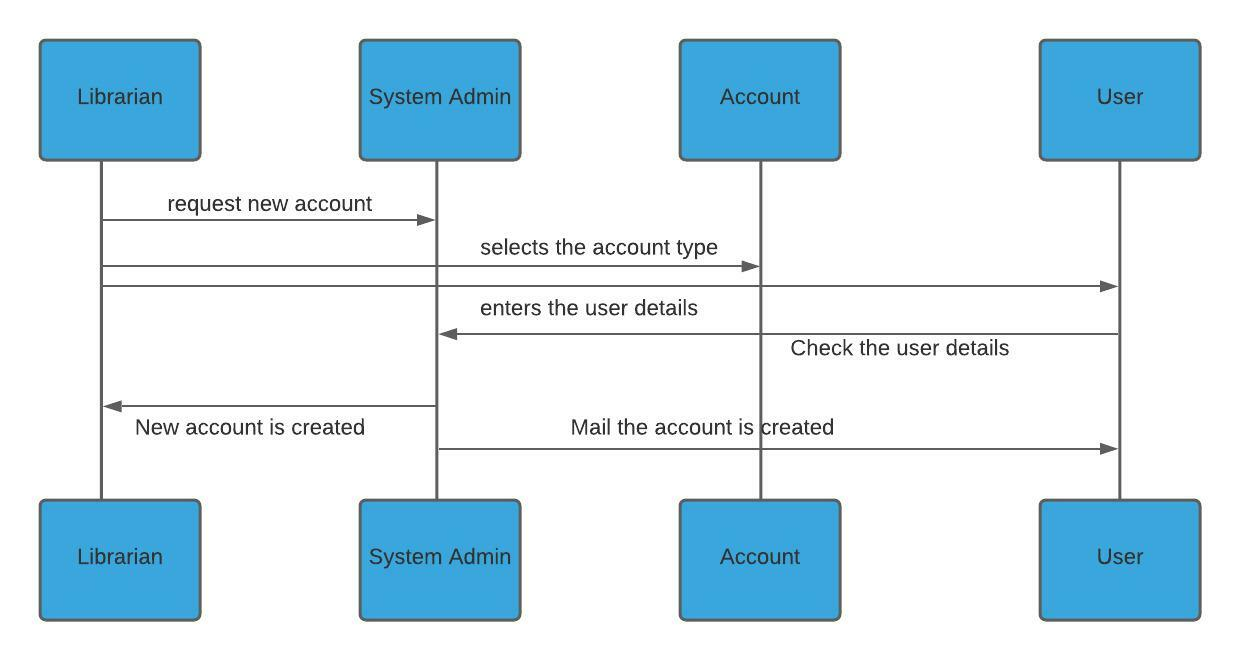 Librarian
System Admin
Account
User
request new account
selects the account type
enters the user details
Check the user details
New account is created
Mail the account is created
Librarian
System Admin
Account
User